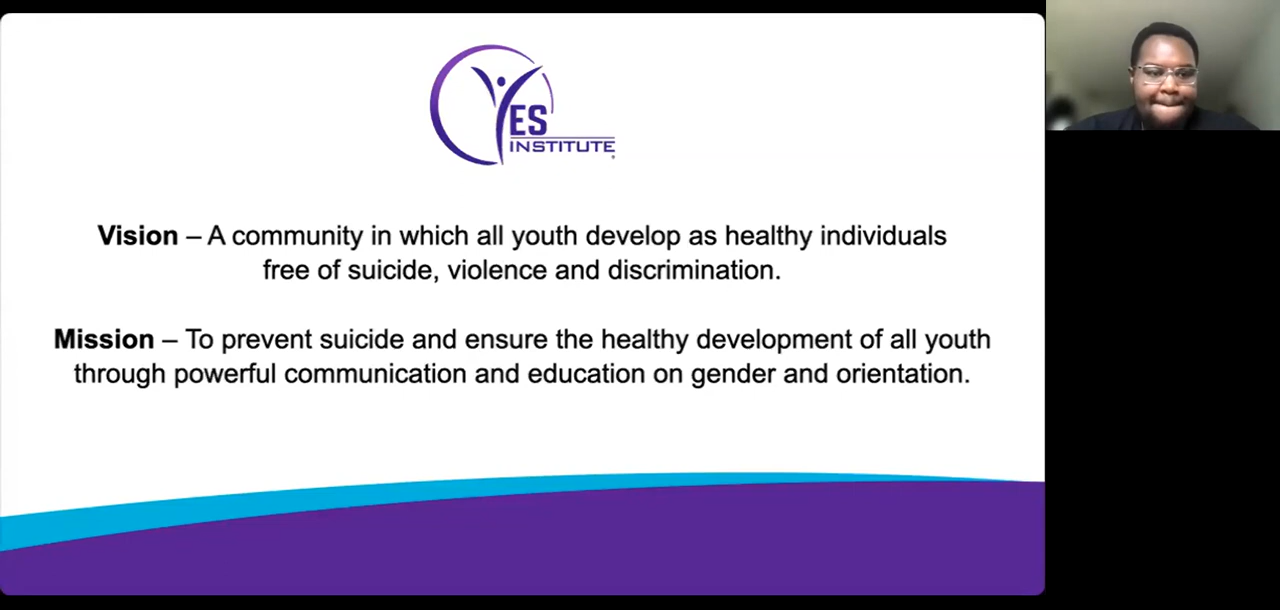 YES
INSTITUTE
Vision – A community in which all youth develop as healthy individuals
free of suicide, violence and discrimination.
Mission – To prevent suicide and ensure the healthy development of all youth
through powerful communication and education on gender and orientation.